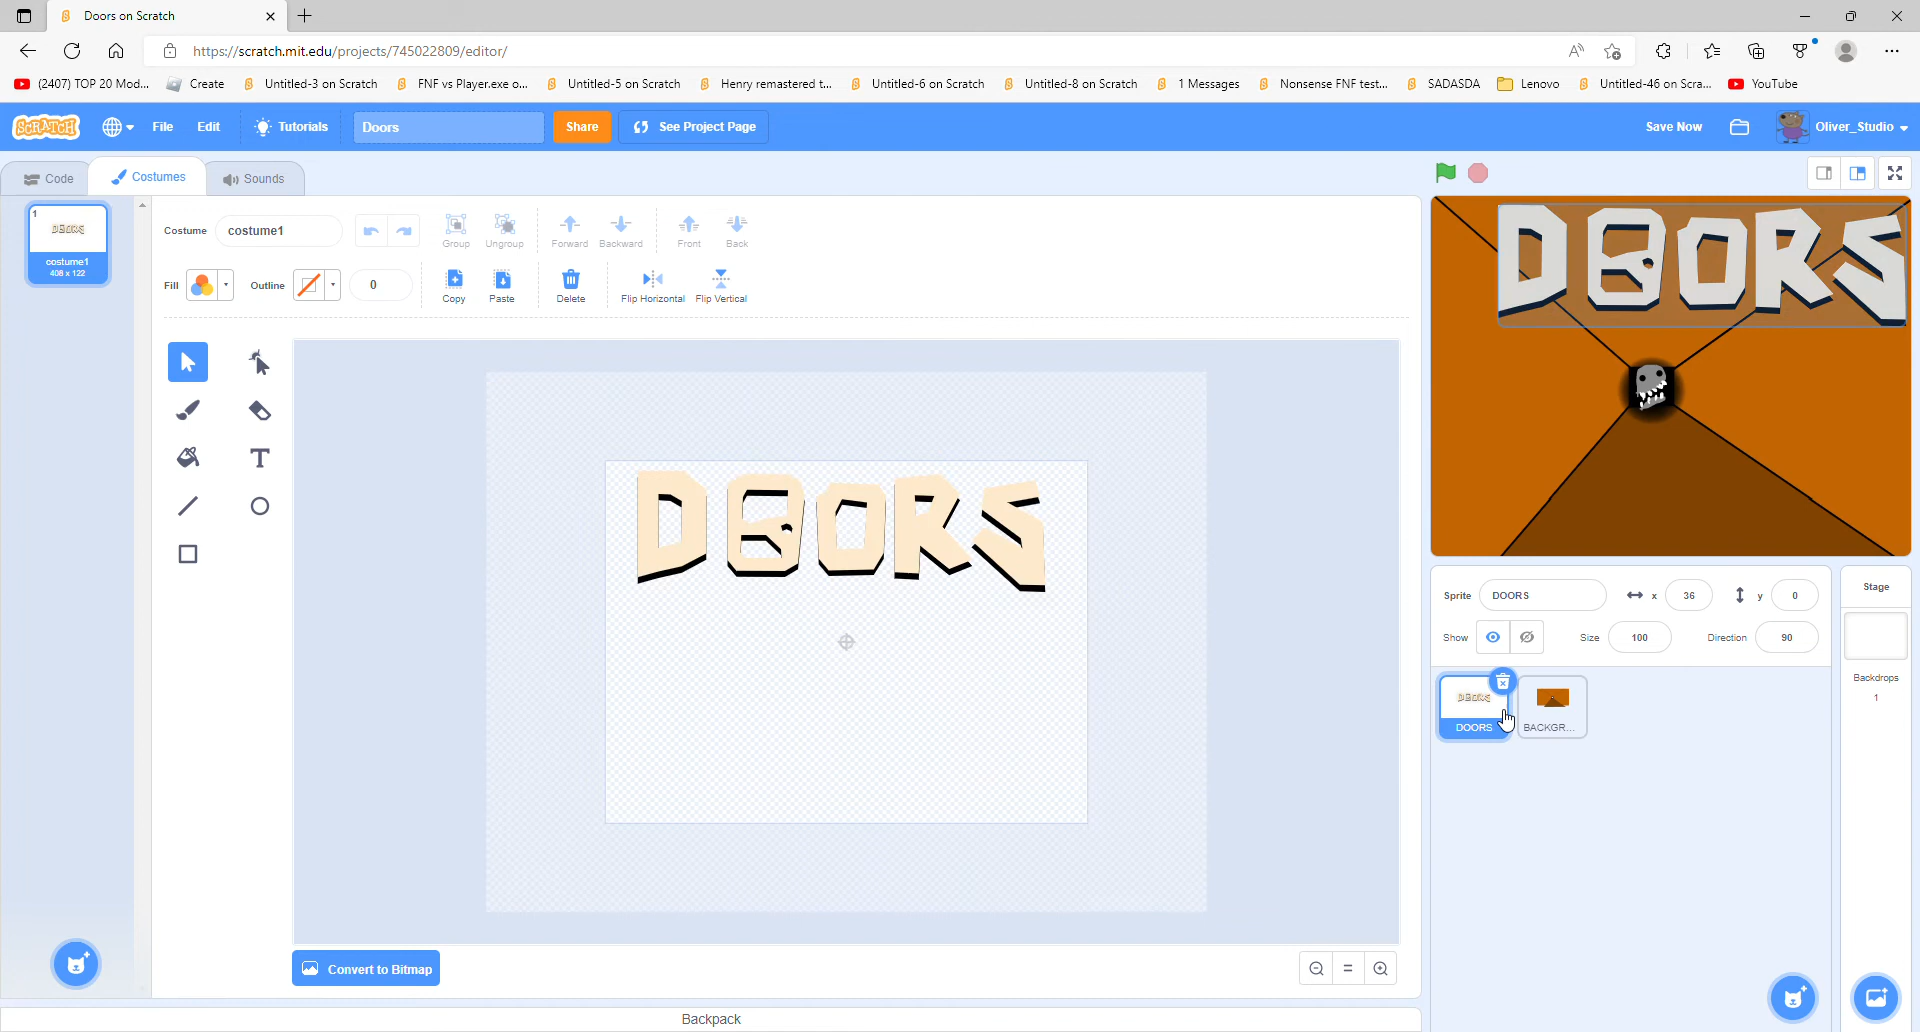 Doors on Scratch
https://scratch.mit.edu/projects/745022809/editor/
(2407) TOP 20 Mod... Create Untitled-3 on Scratch FNF vs Player.exe o... Untitled-5 on Scratch Henry remastered t... Untitled-6 on Scratch Untitled-8 on Scratch 1 Messages Nonsense FNF test... SADASDA Lenovo Untitled-46 on Scra... YouTube
SCRATCH File Edit Tutorials Doors Share See Project Page Save Now Oliver_Studio
Code Costumes Sounds
1
DOORS
costume1
408 x 122
Costume costume1
Group Ungroup Forward Backward Front Back
Fill Outline 0
Copy Paste Delete Flip Horizontal Flip Vertical
DOORS
Convert to Bitmap
Backpack
DOORS
Sprite DOORS x 36 y 0
Show Size 100 Direction 90
DOORS
DOORS BACKGR...
Stage
Backdrops
1